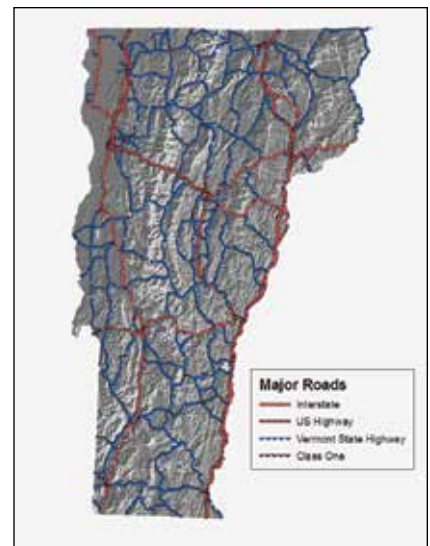 Major Roads
Interstate
US Highway
Vermont State Highway
Class One